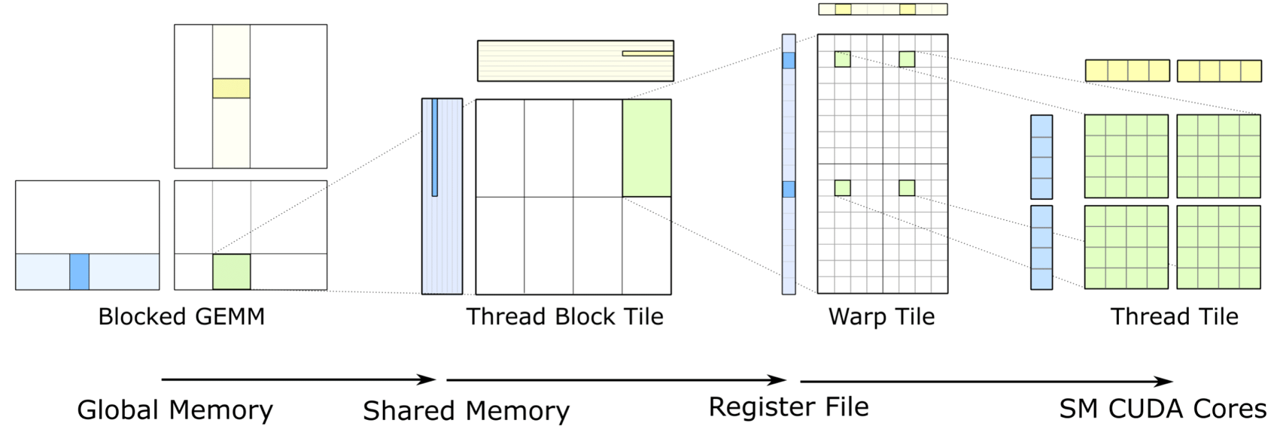 Blocked GEMM
Thread Block Tile
Warp Tile
Thread Tile
Global Memory
Shared Memory
Register File
SM CUDA Cores